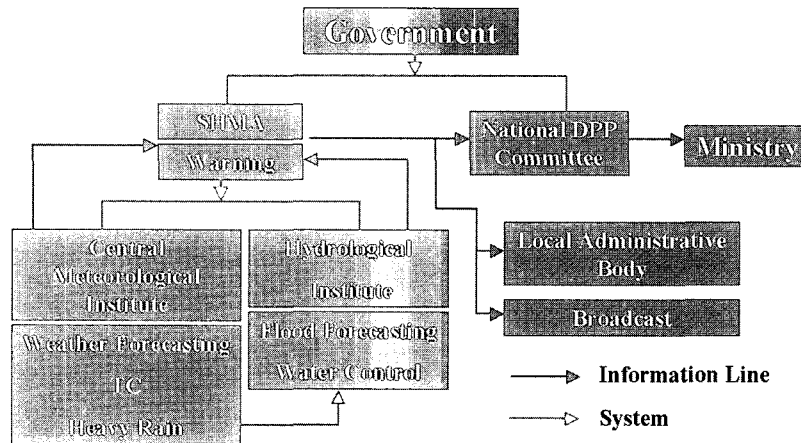 Government
SHMA
Warning
National DPP
Committee
Ministry
Central
Meteorological
Institute
Hydrological
Institute
Local Administrative
Body
Weather Forecasting
TC
Heavy Rain
Flood Forecasting
Water Control
Broadcast
Information Line
System